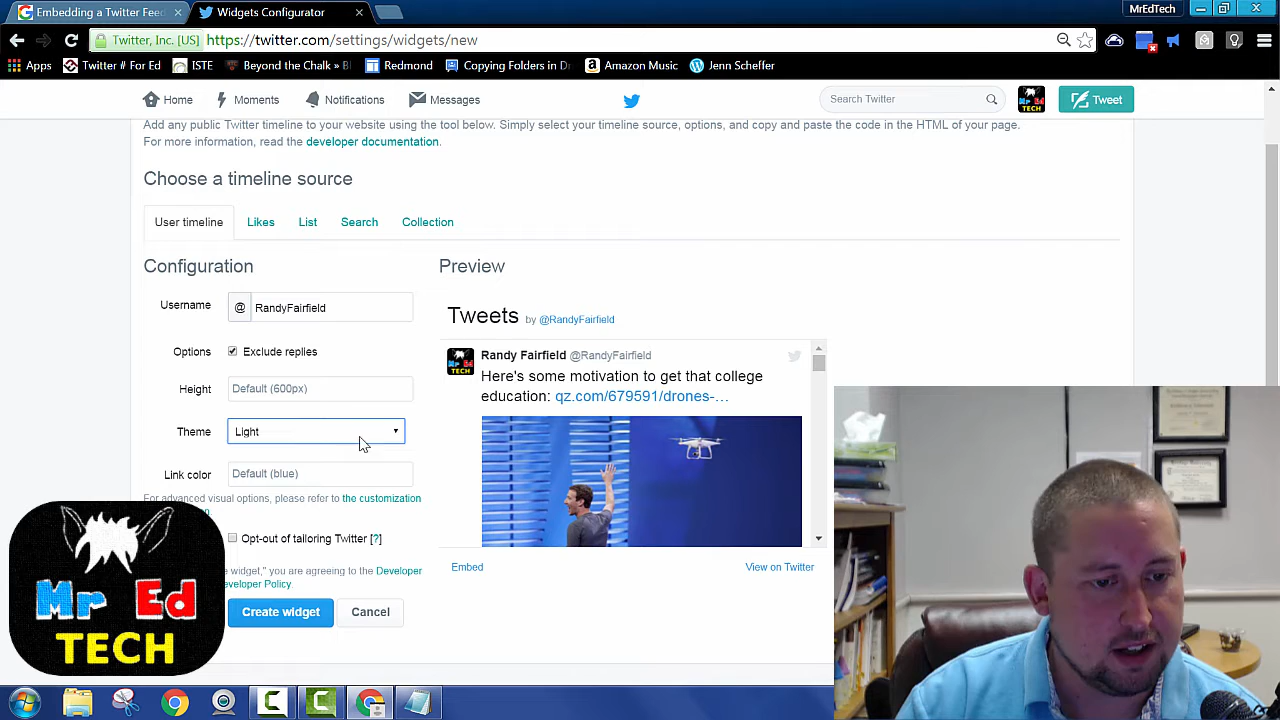 Embedding a Twitter Feed
Widgets Configurator
MrEdTech
Twitter, Inc. [US]
https://twitter.com/settings/widgets/new
Apps
Twitter # For Ed
ISTE
Beyond the Chalk » Bl
Redmond
Copying Folders in Dr
Amazon Music
Jenn Scheffer
Home
Moments
Notifications
Messages
Search Twitter
Tweet
Add any public Twitter timeline to your website using the tool below. Simply select your timeline source, options, and copy and paste the code in the HTML of your page.
For more information, read the developer documentation.
Choose a timeline source
User timeline
Likes
List
Search
Collection
Configuration
Preview
Username
@
RandyFairfield
Options
Exclude replies
Height
Default (600px)
Theme
Light
Link color
Default (blue)
For advanced visual options, please refer to the customization
Opt-out of tailoring Twitter [?]
widget," you are agreeing to the Developer
Developer Policy.
Create widget
Cancel
Tweets by @RandyFairfield
Randy Fairfield @RandyFairfield
Here's some motivation to get that college
education: qz.com/679591/drones-…
Embed
View on Twitter
Mr Ed
TECH